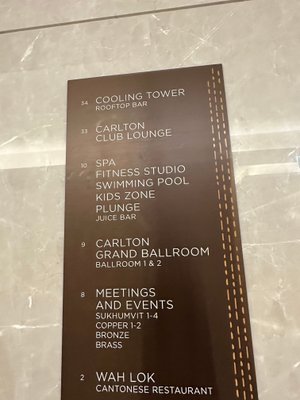 34 COOLING TOWER
ROOFTOP BAR
33 CARLTON
CLUB LOUNGE
10 SPA
FITNESS STUDIO
SWIMMING POOL
KIDS ZONE
PLUNGE
JUICE BAR
9 CARLTON
GRAND BALLROOM
BALLROOM 1 & 2
8 MEETINGS
AND EVENTS
SUKHUMVIT 1-4
COPPER 1-2
BRONZE
BRASS
2 WAH LOK
CANTONESE RESTAURANT